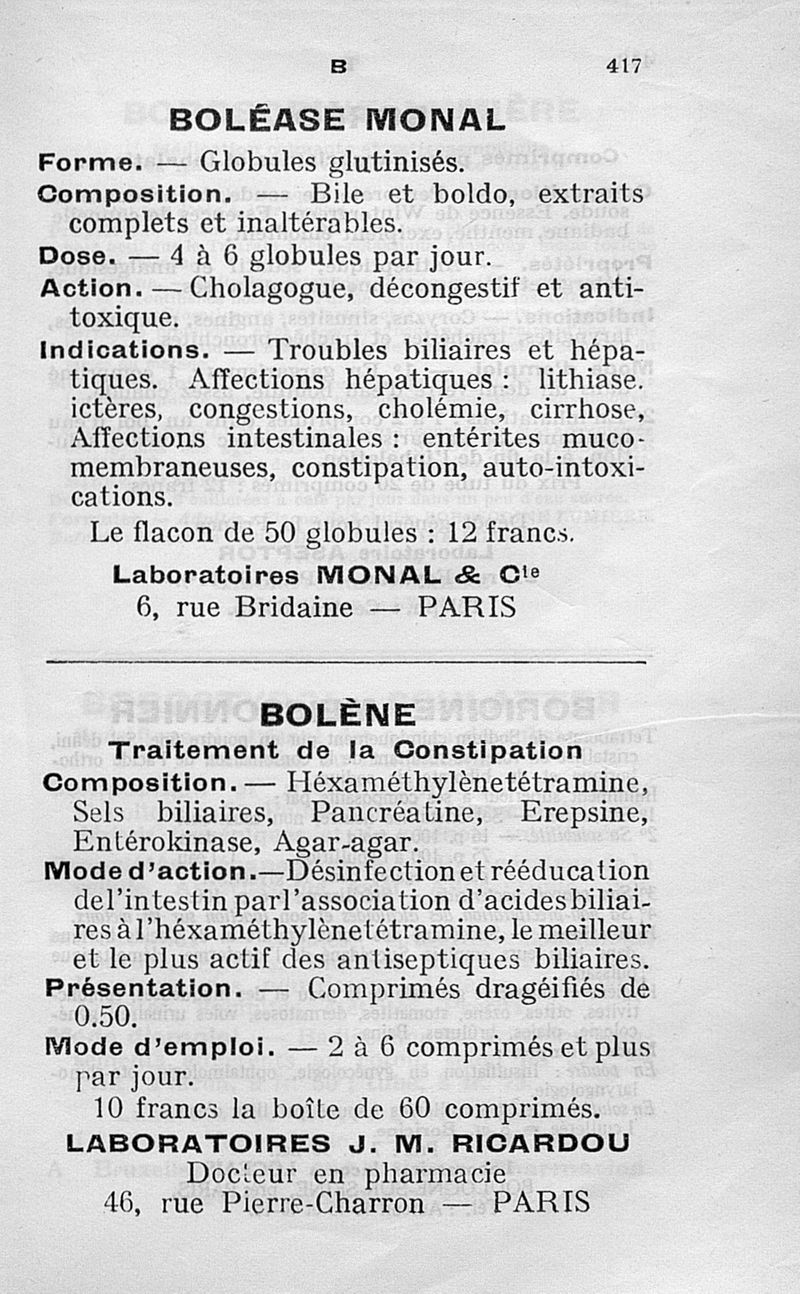 B 417
BOLÉASE MONAL
Forme. — Globules glutinisés.
Composition. — Bile et boldo, extraits
complets et inaltérables.
Dose. — 4 à 6 globules par jour.
Action. — Cholagogue, décongestif et anti-
toxique.
Indications. — Troubles biliaires et hépa-
tiques. Affections hépatiques : lithiase.
ictères, congestions, cholémie, cirrhose,
Affections intestinales : entérites muco-
membraneuses, constipation, auto-intoxi-
cations.
Le flacon de 50 globules : 12 francs.
Laboratoires MONAL & Cie
6, rue Bridaine — PARIS
BOLÈNE
Traitement de la Constipation
Composition. — Héxaméthylènetétramine,
Sels biliaires, Pancréatine, Erepsine,
Entérokinase, Agar-agar.
Mode d'action.—Désinfection et rééducation
de l'intestin par l'association d'acides biliai-
res à l'héxaméthylènetétramine, le meilleur
et le plus actif des antiseptiques biliaires.
Présentation. — Comprimés dragéifiés de
0.50.
Mode d'emploi. — 2 à 6 comprimés et plus
par jour.
10 francs la boîte de 60 comprimés.
LABORATOIRES J. M. RICARDOU
Docteur en pharmacie
46, rue Pierre-Charron — PARIS